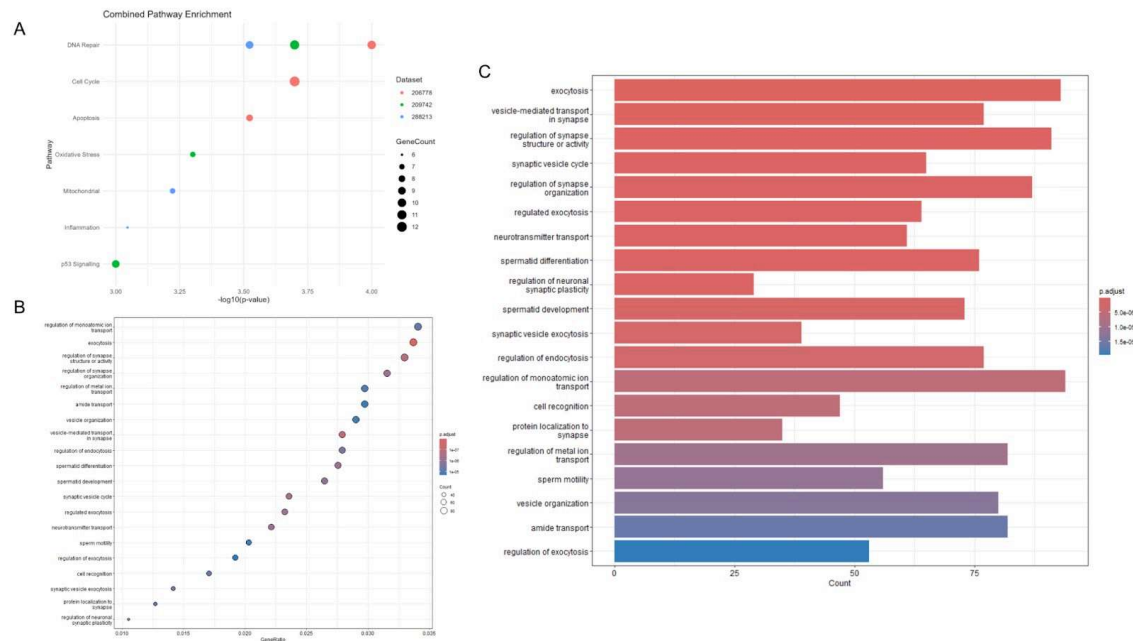 A
Combined Pathway Enrichment
DNA Repair
Cell Cycle
Apoptosis
Oxidative Stress
Mitochondrial
Inflammation
p53 Signalling
Pathway
3.00
3.25
3.50
3.75
4.00
-log10(p-value)
Dataset
206778
209742
288213
GeneCount
6
7
8
9
10
11
12
B
regulation of monoatomic ion
transport
exocytosis
regulation of synapse
structure or activity
regulation of synapse
organization
regulation of metal ion
transport
amide transport
vesicle organization
vesicle-mediated transport
in synapse
regulation of endocytosis
spermatid differentiation
spermatid development
synaptic vesicle cycle
regulated exocytosis
neurotransmitter transport
sperm motility
regulation of exocytosis
cell recognition
synaptic vesicle exocytosis
protein localization to
synapse
regulation of neuronal
synaptic plasticity
0.010
0.015
0.020
0.025
0.030
0.035
GeneRatio
p.adjust
Count
C
exocytosis
vesicle-mediated transport
in synapse
regulation of synapse
structure or activity
synaptic vesicle cycle
regulation of synapse
organization
regulated exocytosis
neurotransmitter transport
spermatid differentiation
regulation of neuronal
synaptic plasticity
spermatid development
synaptic vesicle exocytosis
regulation of endocytosis
regulation of monoatomic ion
transport
cell recognition
protein localization to
synapse
regulation of metal ion
transport
sperm motility
vesicle organization
amide transport
regulation of exocytosis
0
25
50
75
Count
p.adjust